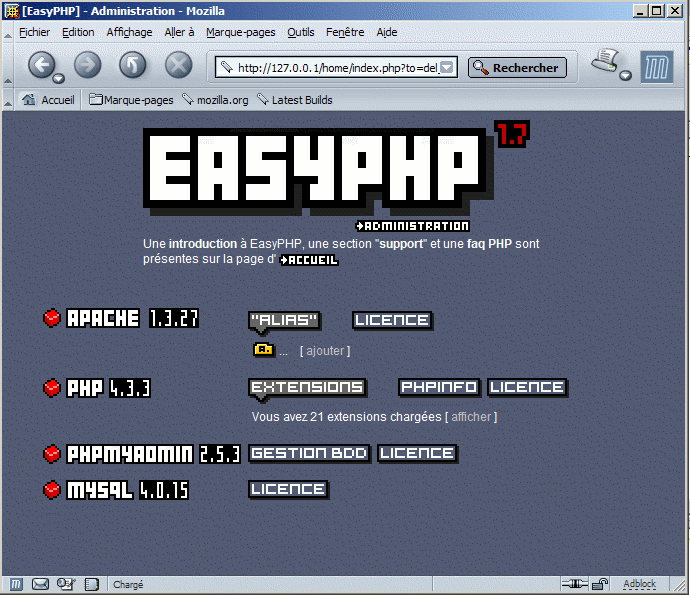 [EasyPHP] - Administration - Mozilla
Fichier Edition Affichage Aller à Marque-pages Outils Fenêtre Aide
http://127.0.0.1/home/index.php?to=del Rechercher
Accueil Marque-pages mozilla.org Latest Builds
EASYPHP 1.7
ADMINISTRATION
Une introduction à EasyPHP, une section "support" et une faq PHP sont
présentes sur la page d' ACCUEIL
APACHE 1.3.27 "ALIAS" LICENCE
... [ ajouter ]
PHP 4.3.3 EXTENSIONS PHPINFO LICENCE
Vous avez 21 extensions chargées [ afficher ]
PHPMYADMIN 2.5.3 GESTION BDD LICENCE
MYSQL 4.0.15 LICENCE
Chargé Adblock